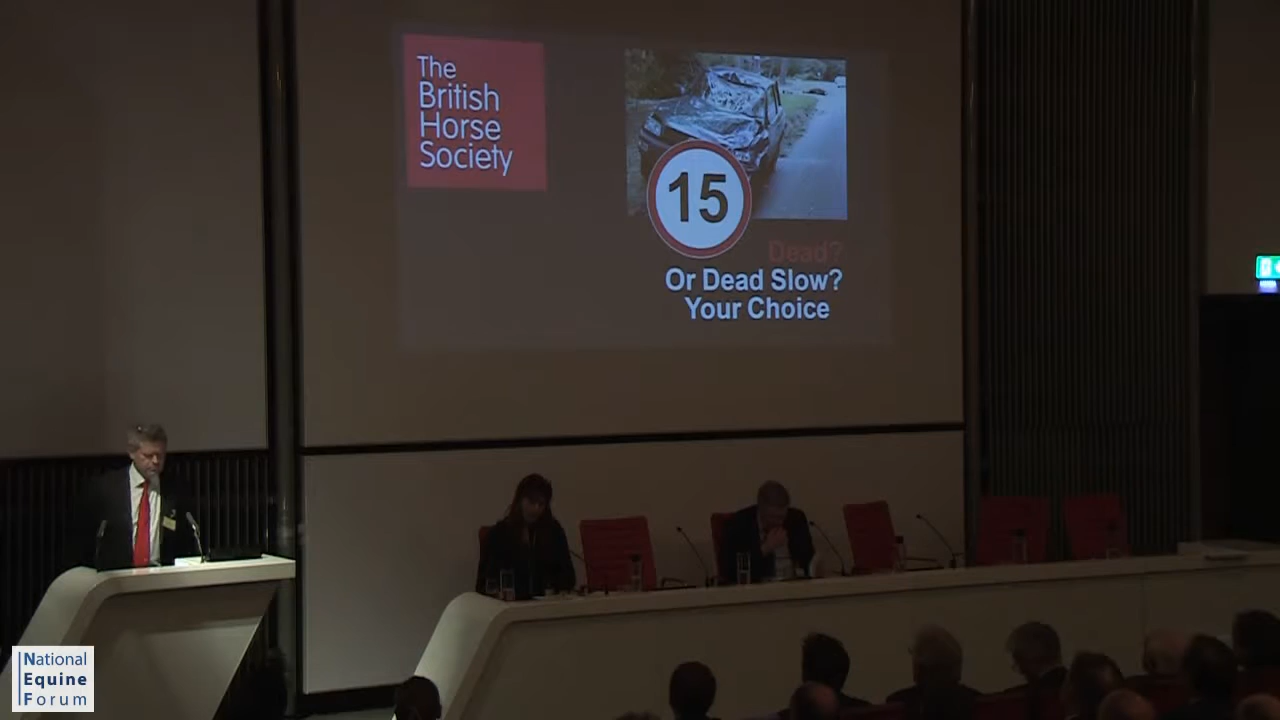 The
British
Horse
Society
15
Dead?
Or Dead Slow?
Your Choice
National
Equine
Forum